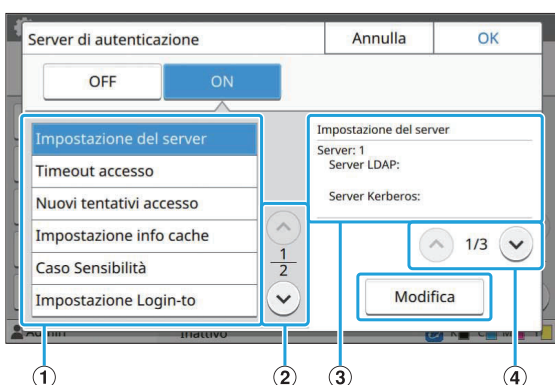 Server di autenticazione
Annulla
OK
OFF
ON
Impostazione del server
Timeout accesso
Nuovi tentativi accesso
Impostazione info cache
Caso Sensibilità
Impostazione Login-to
1
2
Impostazione del server
Server: 1
Server LDAP:
Server Kerberos:
1/3
Modifica
Admin
Inattivo
K
C
M
Y
1
2
3
4